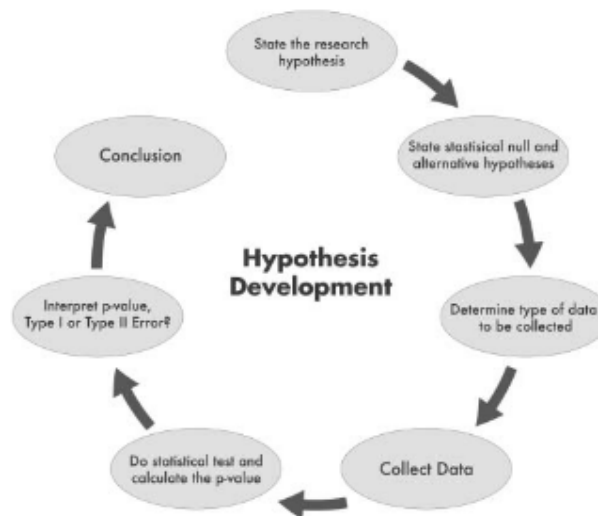 State the research
hypothesis
State stastisical null and
alternative hypotheses
Determine type of data
to be collected
Collect Data
Do statistical test and
calculate the p-value
Interpret p-value,
Type I or Type II Error?
Conclusion
Hypothesis
Development